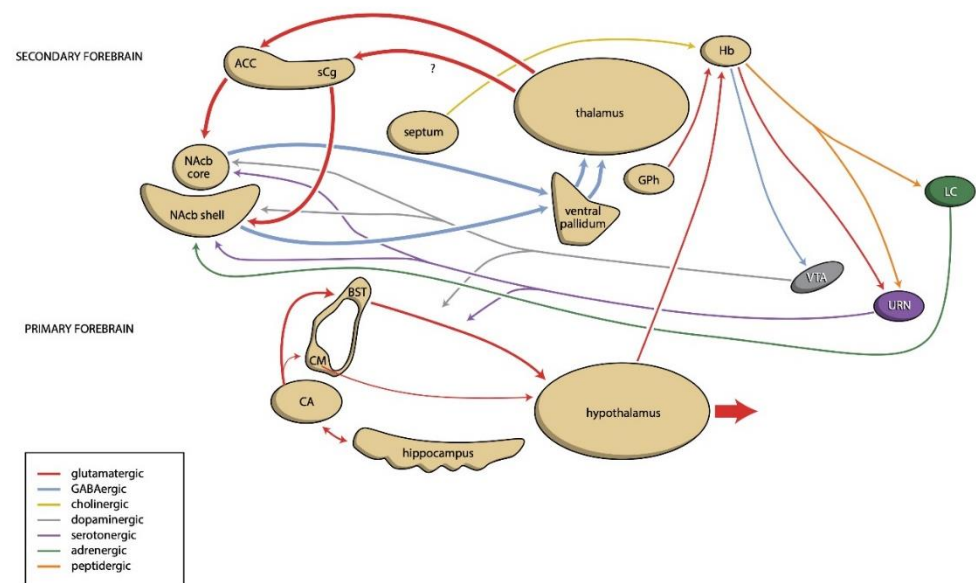 SECONDARY FOREBRAIN
ACC
sCg
?
Hb
thalamus
septum
NAcb
core
GPh
LC
NAcb shell
ventral
pallidum
VTA
URN
BST
PRIMARY FOREBRAIN
CM
CA
hypothalamus
hippocampus
glutamatergic
GABAergic
cholinergic
dopaminergic
serotonergic
adrenergic
peptidergic